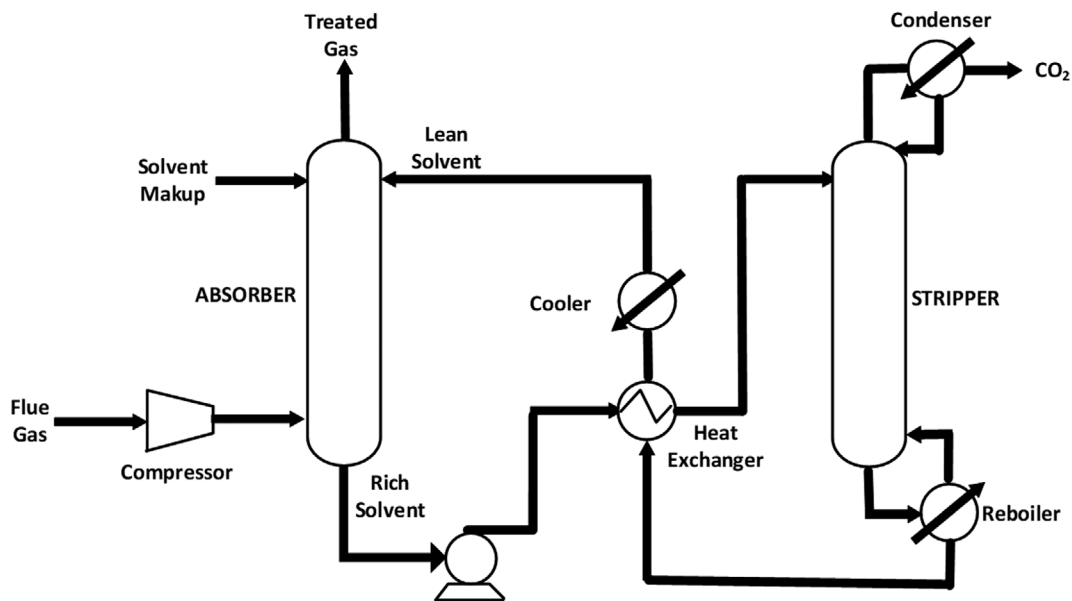 Condenser
Treated
Gas
CO₂
Lean
Solvent
Solvent
Makup
ABSORBER
Cooler
STRIPPER
Flue
Gas
Compressor
Heat
Exchanger
Rich
Solvent
Reboiler